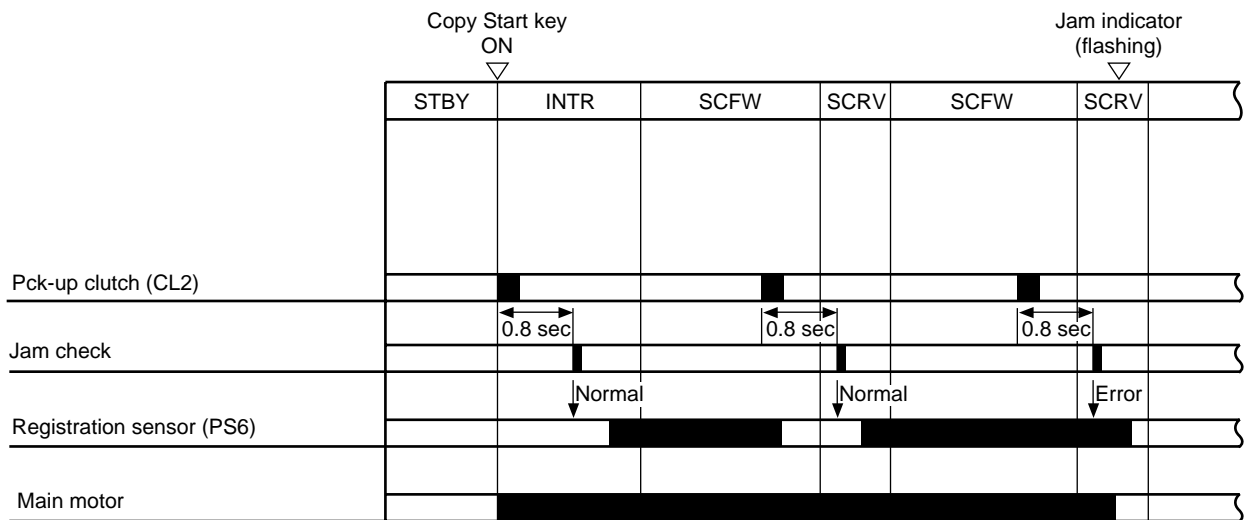 Copy Start key
ON
Jam indicator
(flashing)
STBY INTR SCFW SCRV SCFW SCRV
Pck-up clutch (CL2)
0.8 sec 0.8 sec 0.8 sec
Jam check
Normal Normal Error
Registration sensor (PS6)
Main motor